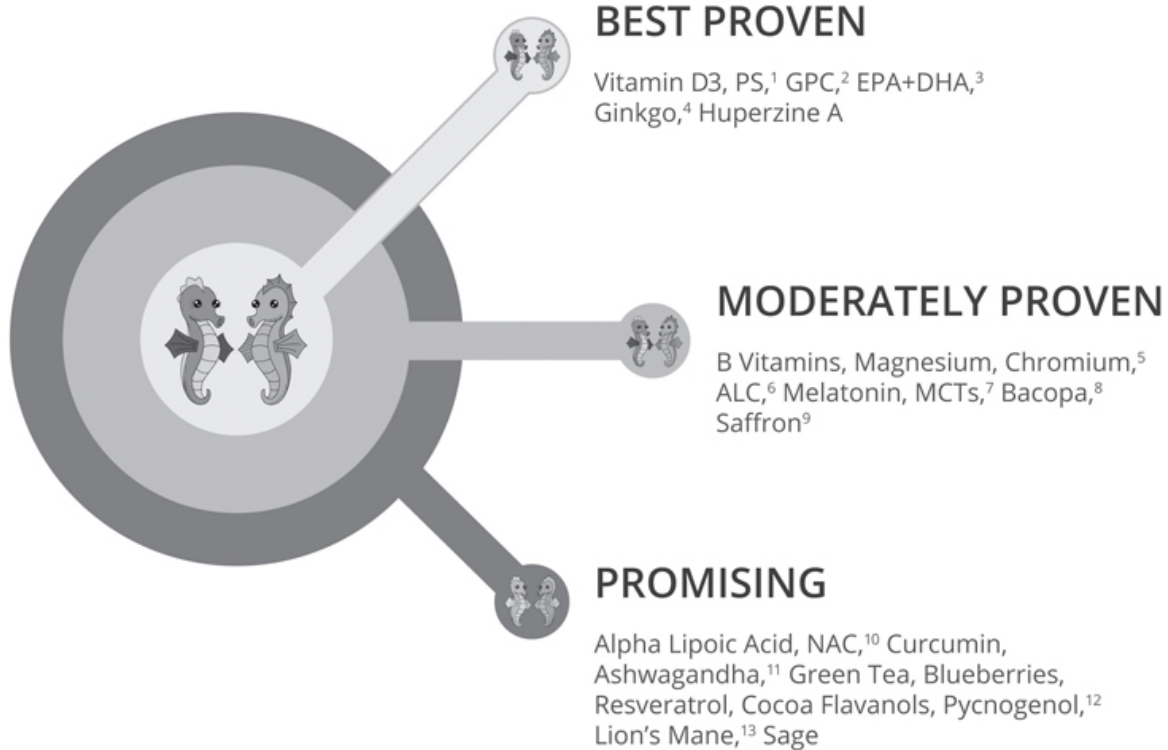 BEST PROVEN
Vitamin D3, PS,¹ GPC,² EPA+DHA,³
Ginkgo,⁴ Huperzine A
MODERATELY PROVEN
B Vitamins, Magnesium, Chromium,⁵
ALC,⁶ Melatonin, MCTs,⁷ Bacopa,⁸
Saffron⁹
PROMISING
Alpha Lipoic Acid, NAC,¹⁰ Curcumin,
Ashwagandha,¹¹ Green Tea, Blueberries,
Resveratrol, Cocoa Flavanols, Pycnogenol,¹²
Lion’s Mane,¹³ Sage